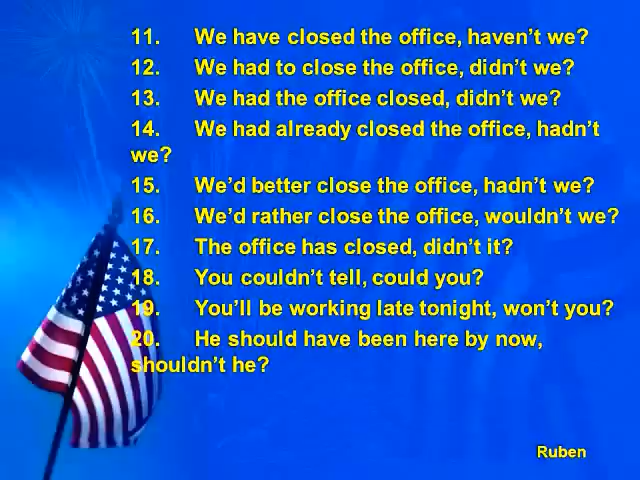 11. We have closed the office, haven't we?
12. We had to close the office, didn't we?
13. We had the office closed, didn't we?
14. We had already closed the office, hadn't
we?
15. We'd better close the office, hadn't we?
16. We'd rather close the office, wouldn't we?
17. The office has closed, didn't it?
18. You couldn't tell, could you?
19. You'll be working late tonight, won't you?
20. He should have been here by now,
shouldn't he?
Ruben